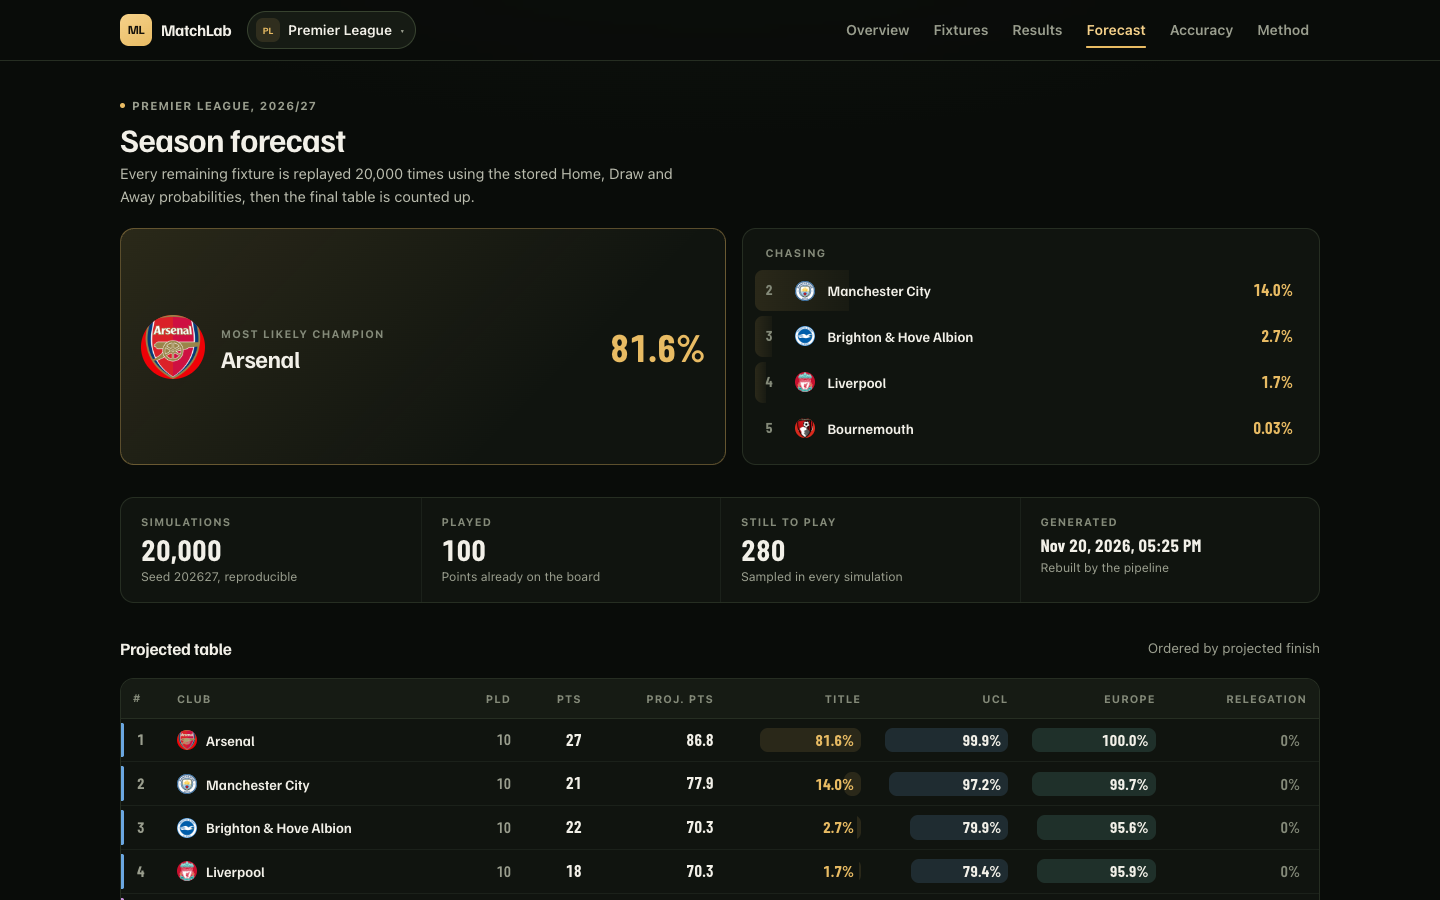 ML MatchLab PL Premier League Overview Fixtures Results Forecast Accuracy Method
PREMIER LEAGUE, 2026/27
Season forecast
Every remaining fixture is replayed 20,000 times using the stored Home, Draw and
Away probabilities, then the final table is counted up.
Arsenal
MOST LIKELY CHAMPION
Arsenal
81.6%
CHASING
2 Manchester City 14.0%
3 Brighton & Hove Albion 2.7%
4 Liverpool 1.7%
5 Bournemouth 0.03%
SIMULATIONS
20,000
Seed 202627, reproducible
PLAYED
100
Points already on the board
STILL TO PLAY
280
Sampled in every simulation
GENERATED
Nov 20, 2026, 05:25 PM
Rebuilt by the pipeline
Projected table Ordered by projected finish
# CLUB PLD PTS PROJ. PTS TITLE UCL EUROPE RELEGATION
1 Arsenal 10 27 86.8 81.6% 99.9% 100.0% 0%
2 Manchester City 10 21 77.9 14.0% 97.2% 99.7% 0%
3 Brighton & Hove Albion 10 22 70.3 2.7% 79.9% 95.6% 0%
4 Liverpool 10 18 70.3 1.7% 79.4% 95.9% 0%